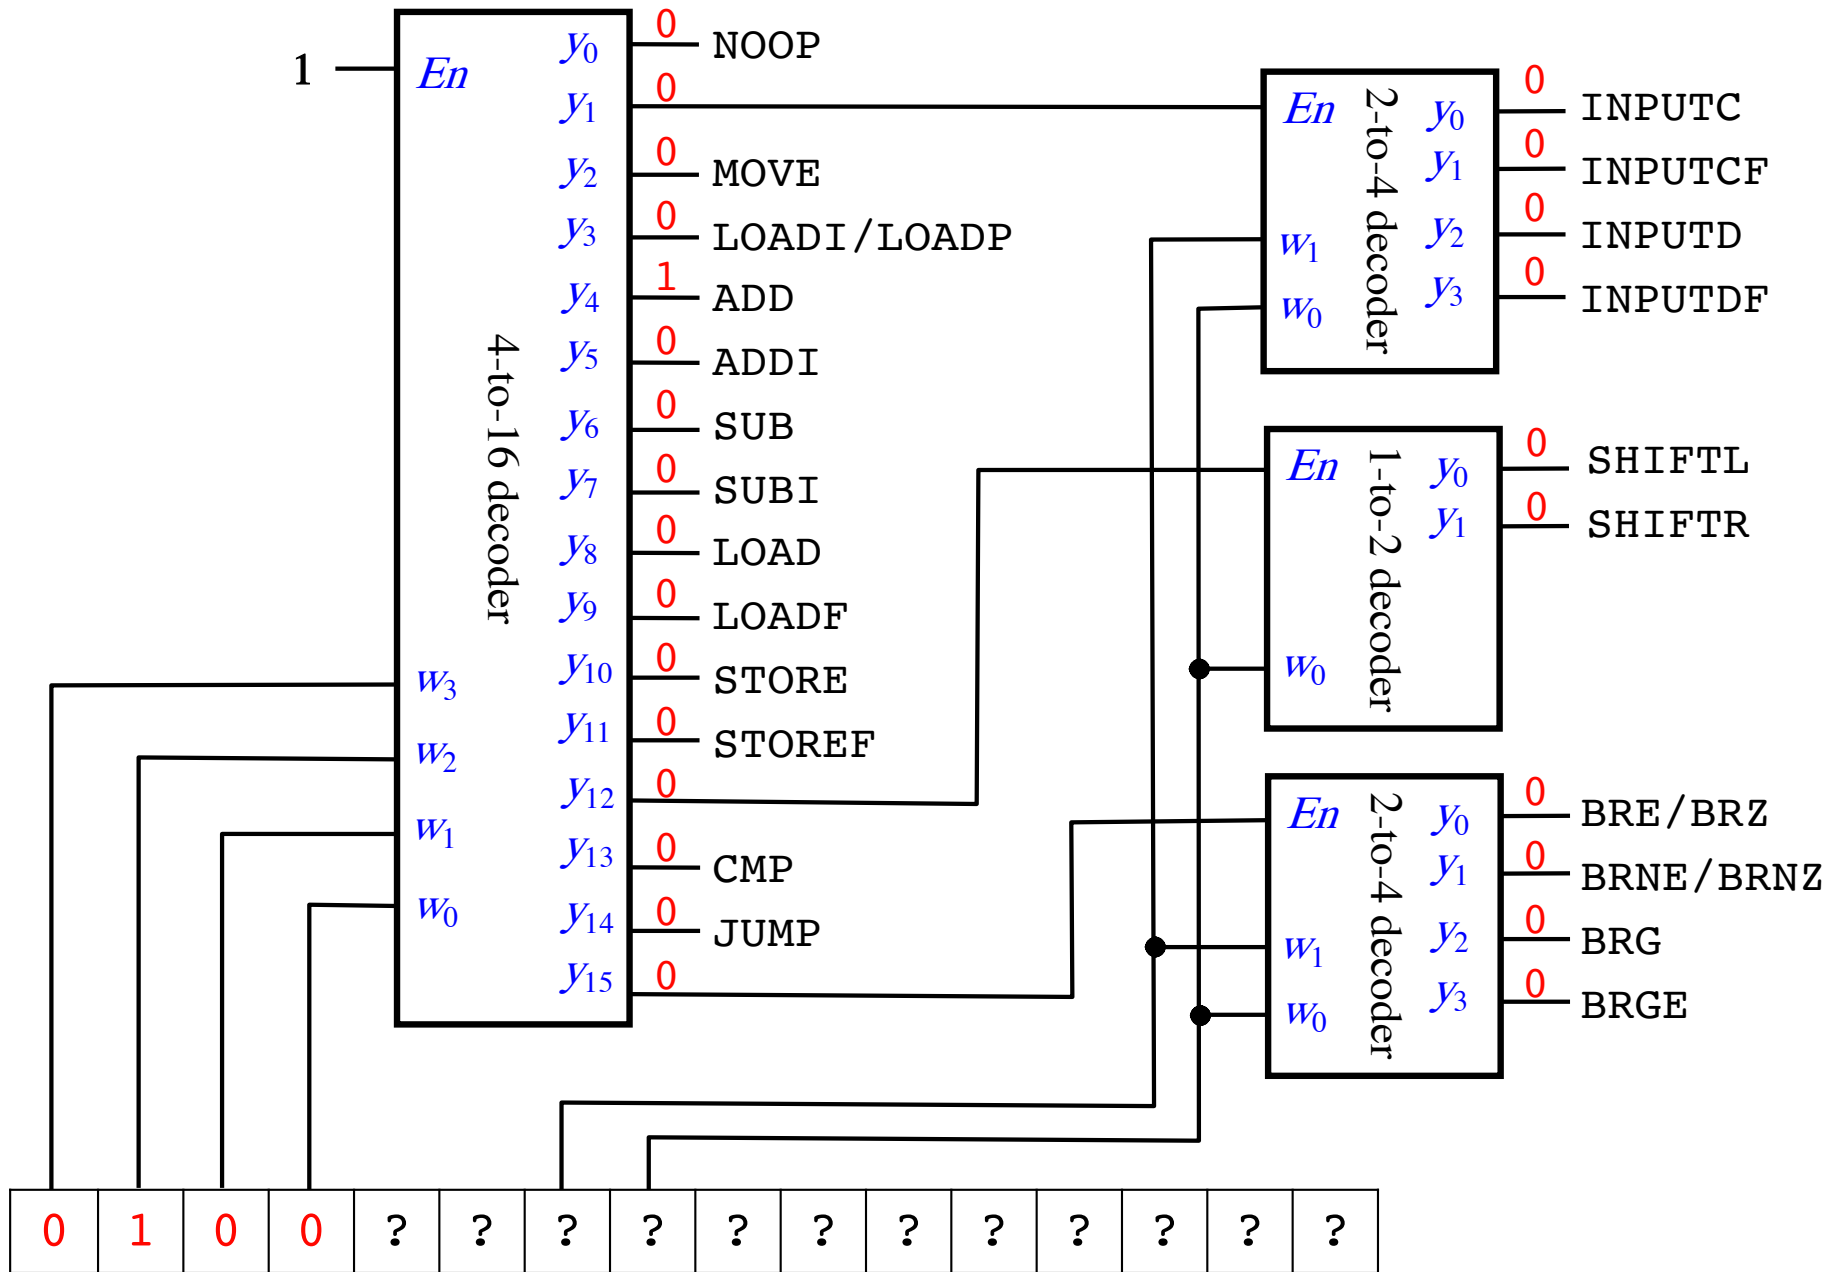 1
En
4-to-16 decoder
w3
w2
w1
w0
y0 0 NOOP
y1 0
y2 0 MOVE
y3 0 LOADI/LOADP
y4 1 ADD
y5 0 ADDI
y6 0 SUB
y7 0 SUBI
y8 0 LOAD
y9 0 LOADF
y10 0 STORE
y11 0 STOREF
y12 0
y13 0 CMP
y14 0 JUMP
y15 0
En
w1
w0
2-to-4 decoder
y0 0 INPUTC
y1 0 INPUTCF
y2 0 INPUTD
y3 0 INPUTDF
En
w0
1-to-2 decoder
y0 0 SHIFTL
y1 0 SHIFTR
En
w1
w0
2-to-4 decoder
y0 0 BRE/BRZ
y1 0 BRNE/BRNZ
y2 0 BRG
y3 0 BRGE
0 1 0 0 ? ? ? ? ? ? ? ? ? ? ? ?